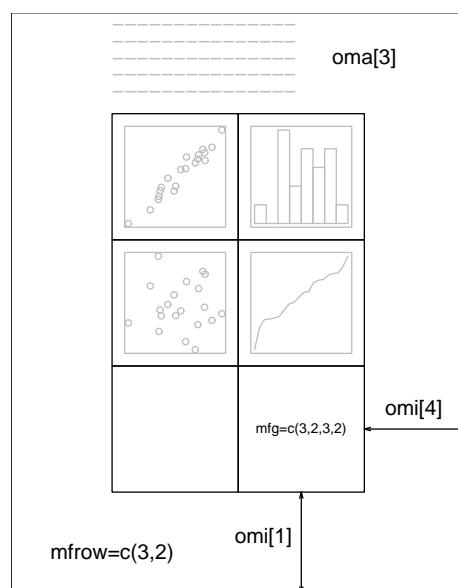 oma[3]
mfg=c(3,2,3,2)
omi[4]
omi[1]
mfrow=c(3,2)